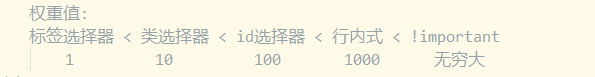 权重值:
标签选择器 < 类选择器 < id选择器 < 行内式 < !important
1 10 100 1000 无穷大